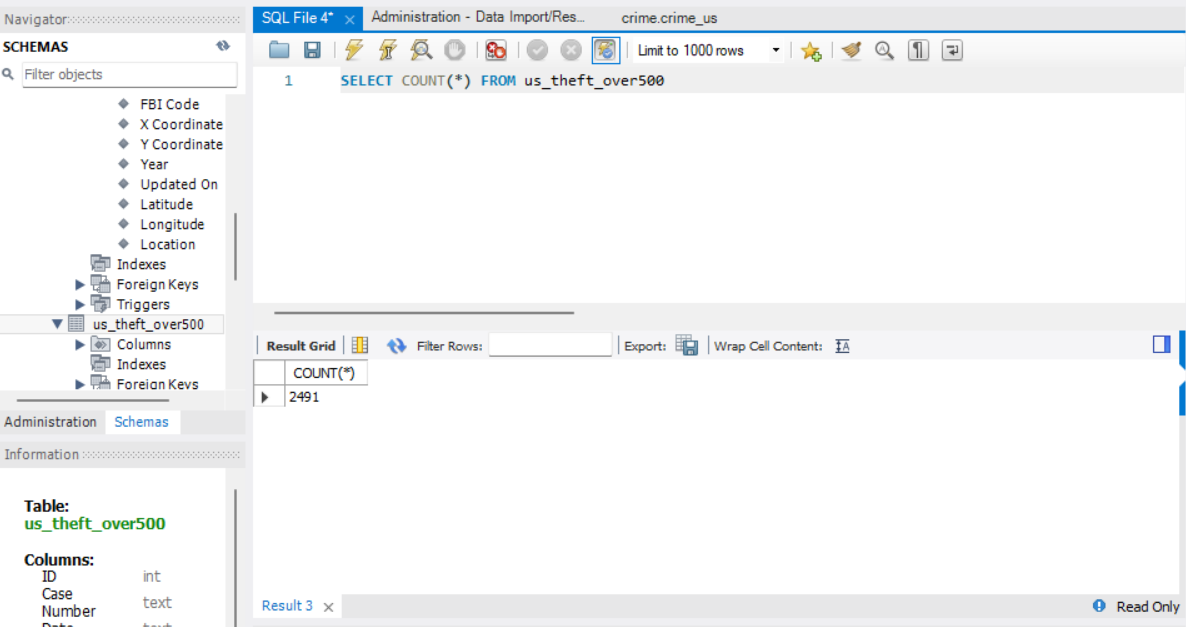 Navigator
SCHEMAS
Filter objects
FBI Code
X Coordinate
Y Coordinate
Year
Updated On
Latitude
Longitude
Location
Indexes
Foreign Keys
Triggers
us_theft_over500
Columns
Indexes
Foreign Keys
Administration Schemas
Information
Table:
us_theft_over500
Columns:
ID int
Case
Number text
Date text
SQL File 4* Administration - Data Import/Res... crime.crime_us
Limit to 1000 rows
1 SELECT COUNT(*) FROM us_theft_over500
Result Grid Filter Rows: Export: Wrap Cell Content: IA
COUNT(*)
2491
Result 3 Read Only